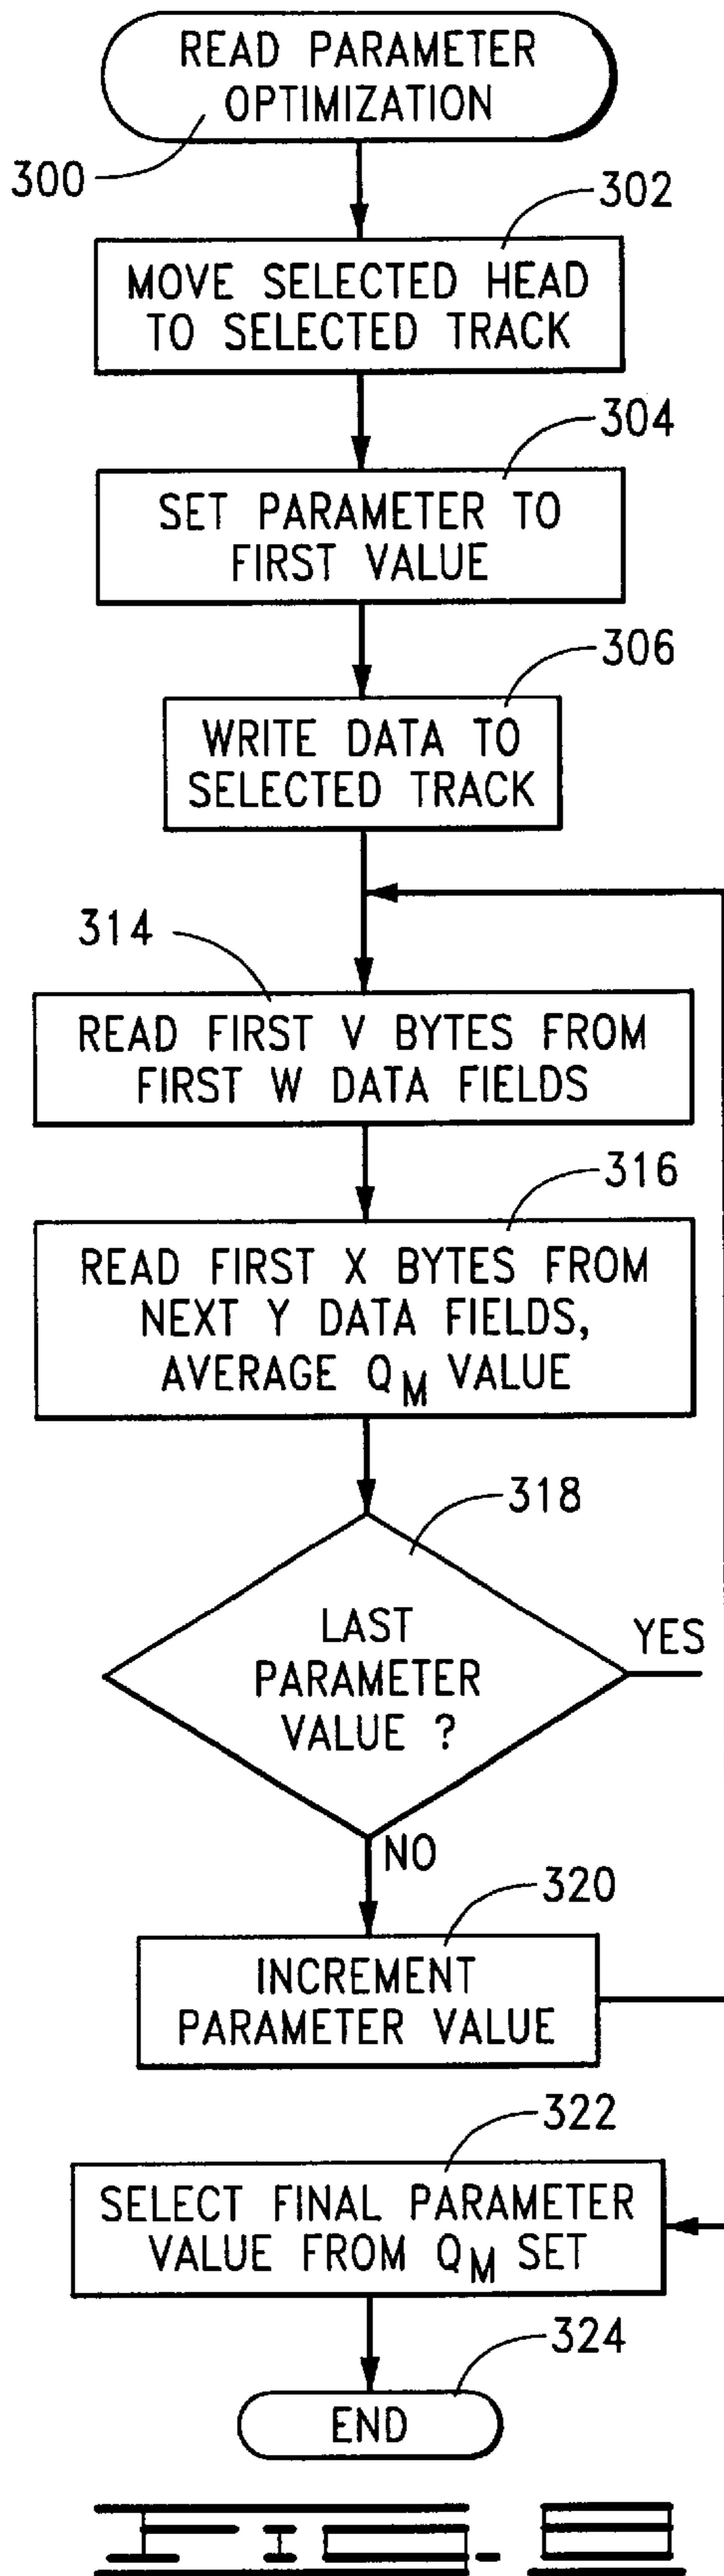 READ PARAMETER
OPTIMIZATION
300
302
MOVE SELECTED HEAD
TO SELECTED TRACK
304
SET PARAMETER TO
FIRST VALUE
306
WRITE DATA TO
SELECTED TRACK
314
READ FIRST V BYTES FROM
FIRST W DATA FIELDS
316
READ FIRST X BYTES FROM
NEXT Y DATA FIELDS,
AVERAGE QM VALUE
318
LAST
PARAMETER
VALUE ?
YES
NO
320
INCREMENT
PARAMETER VALUE
322
SELECT FINAL PARAMETER
VALUE FROM QM SET
324
END